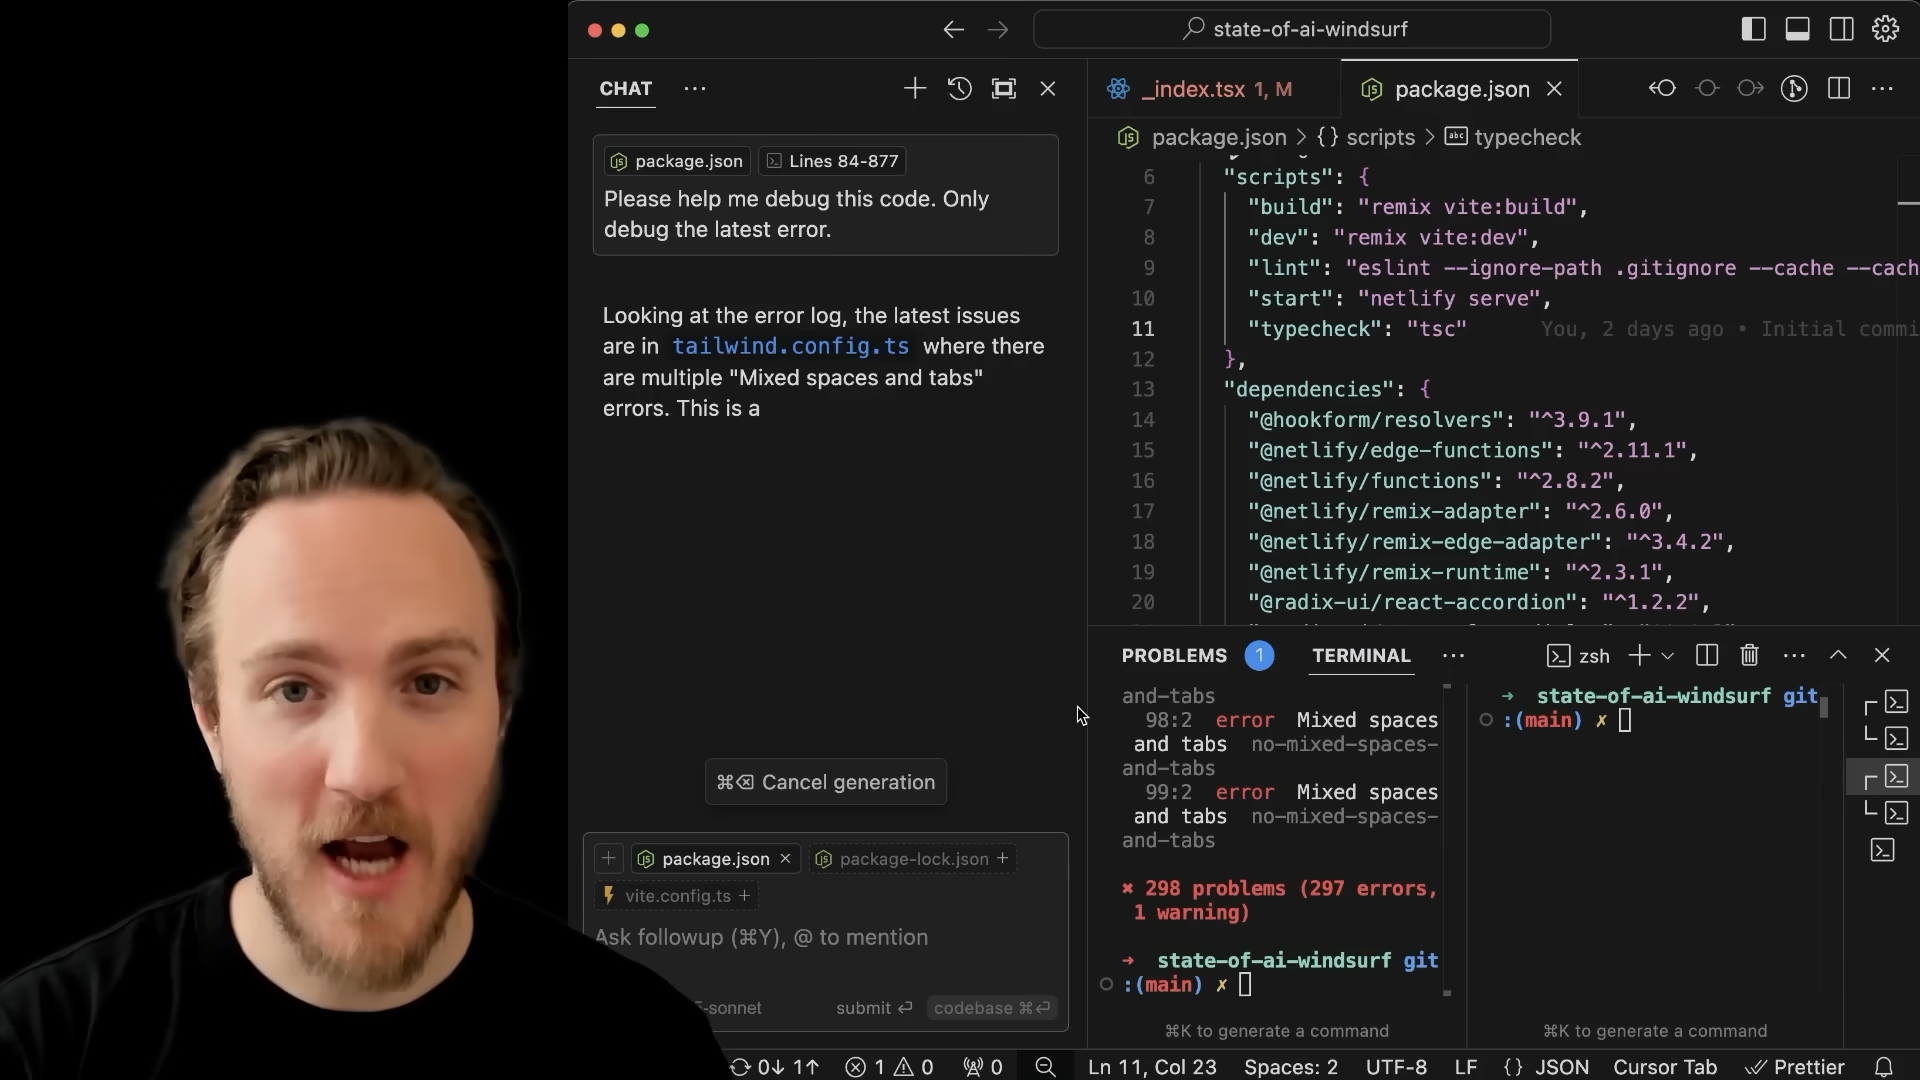 state-of-ai-windsurf
CHAT
package.json
Lines 84-877
Please help me debug this code. Only
debug the latest error.
Looking at the error log, the latest issues
are in tailwind.config.ts where there
are multiple "Mixed spaces and tabs"
errors. This is a
⌘⌫ Cancel generation
package.json
package-lock.json +
vite.config.ts +
Ask followup (⌘Y), @ to mention
-sonnet
submit ⏎
codebase ⌘⏎
_index.tsx 1, M
package.json
package.json > {} scripts > abc typecheck
6 "scripts": {
7 "build": "remix vite:build",
8 "dev": "remix vite:dev",
9 "lint": "eslint --ignore-path .gitignore --cache --cach
10 "start": "netlify serve",
11 "typecheck": "tsc" You, 2 days ago • Initial commi
12 },
13 "dependencies": {
14 "@hookform/resolvers": "^3.9.1",
15 "@netlify/edge-functions": "^2.11.1",
16 "@netlify/functions": "^2.8.2",
17 "@netlify/remix-adapter": "^2.6.0",
18 "@netlify/remix-edge-adapter": "^3.4.2",
19 "@netlify/remix-runtime": "^2.3.1",
20 "@radix-ui/react-accordion": "^1.2.2",
PROBLEMS 1 TERMINAL
zsh
and-tabs
98:2 error Mixed spaces
and tabs no-mixed-spaces-
and-tabs
99:2 error Mixed spaces
and tabs no-mixed-spaces-
and-tabs
✖ 298 problems (297 errors,
1 warning)
→ state-of-ai-windsurf git
:(main) ✗
⌘K to generate a command
→ state-of-ai-windsurf git
:(main) ✗
⌘K to generate a command
0↓ 1↑
1
0
0
Ln 11, Col 23
Spaces: 2
UTF-8
LF
{} JSON
Cursor Tab
Prettier